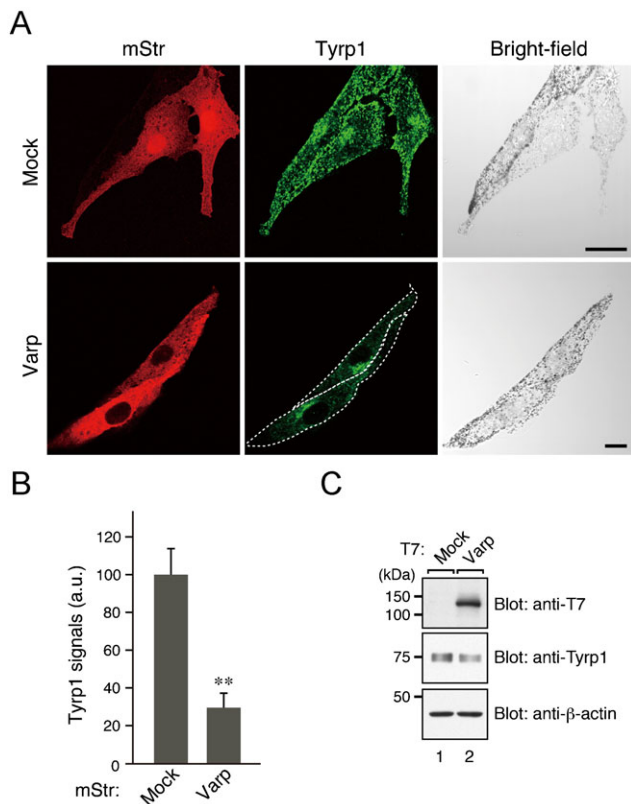 A
mStr Tyrp1 Bright-field
Mock
Varp
B
Tyrp1 signals (a.u.)
120
100
80
60
40
20
0
**
mStr: Mock Varp
C
T7: Mock Varp
(kDa)
150
100
Blot: anti-T7
75
Blot: anti-Tyrp1
50
Blot: anti-β-actin
1 2